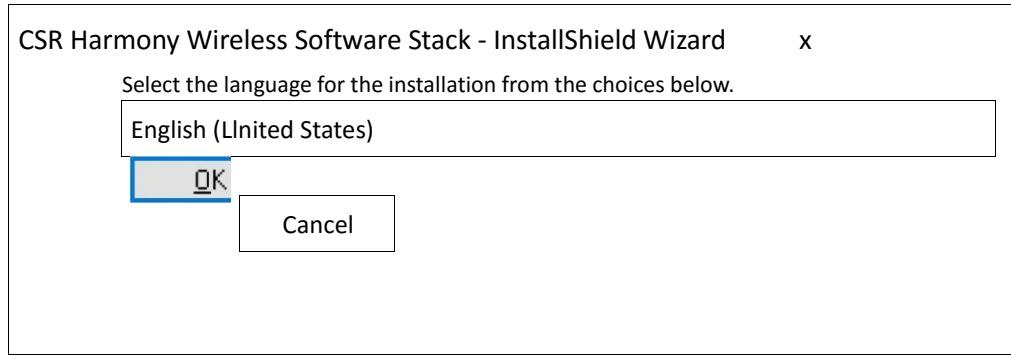 CSR Harmony Wireless Software Stack - InstallShield Wizard x
Select the language for the installation from the choices below.
English (Llnited States)
OK
Cancel